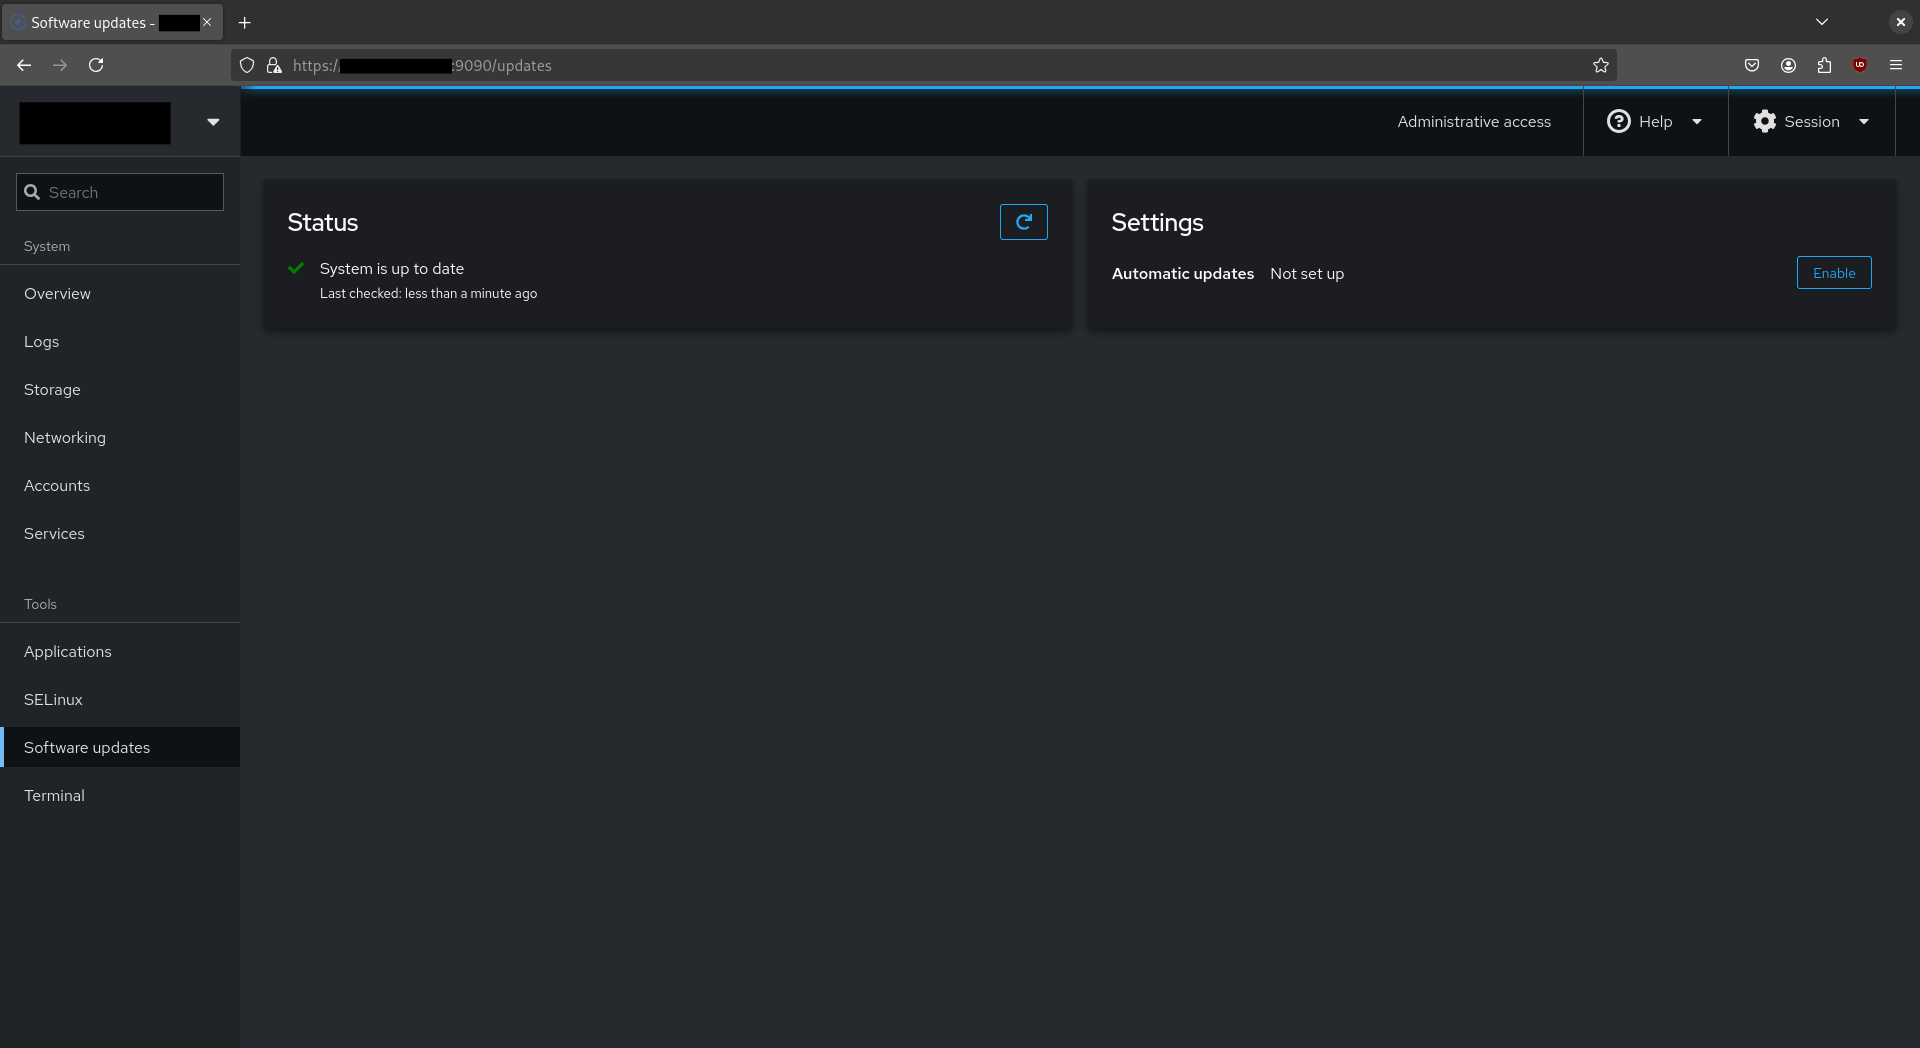 Software updates -
https:// :9090/updates
Administrative access
Help
Session
Search
System
Overview
Logs
Storage
Networking
Accounts
Services
Tools
Applications
SELinux
Software updates
Terminal
Status
System is up to date
Last checked: less than a minute ago
Settings
Automatic updates Not set up
Enable